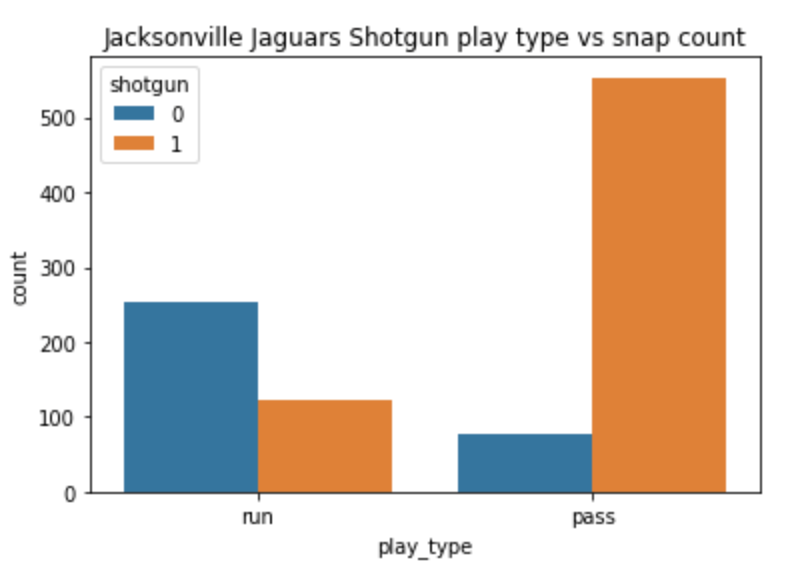 Jacksonville Jaguars Shotgun play type vs snap count
shotgun
0
1
500
400
300
200
100
0
count
run pass
play_type